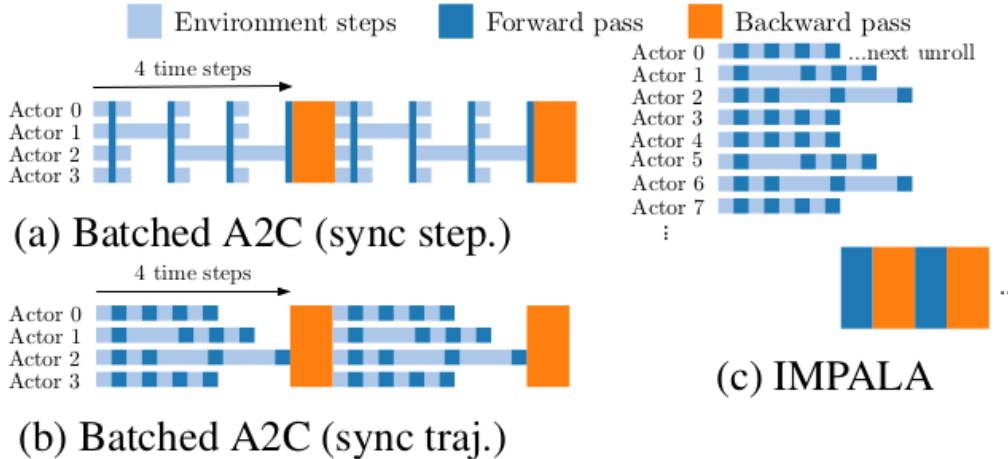 Environment steps Forward pass Backward pass
4 time steps
Actor 0
Actor 1
Actor 2
Actor 3
(a) Batched A2C (sync step.)
4 time steps
Actor 0
Actor 1
Actor 2
Actor 3
(b) Batched A2C (sync traj.)
Actor 0 ...next unroll
Actor 1
Actor 2
Actor 3
Actor 4
Actor 5
Actor 6
Actor 7
⋮
...
(c) IMPALA